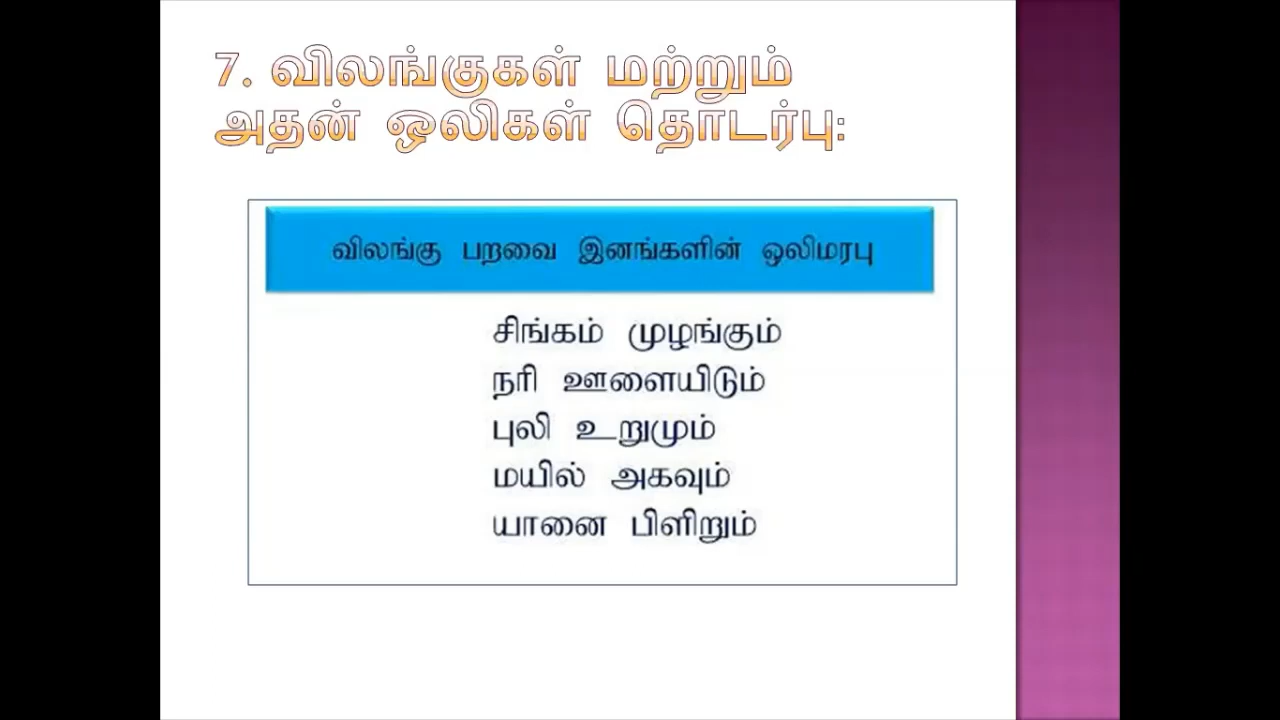 7. விலங்குகள் மற்றும்
அதன் ஒலிகள் தொடர்பு:
விலங்கு பறவை இனங்களின் ஒலிமரபு
சிங்கம் முழங்கும்
நரி ஊளையிடும்
புலி உறுமும்
மயில் அகவும்
யானை பிளிறும்